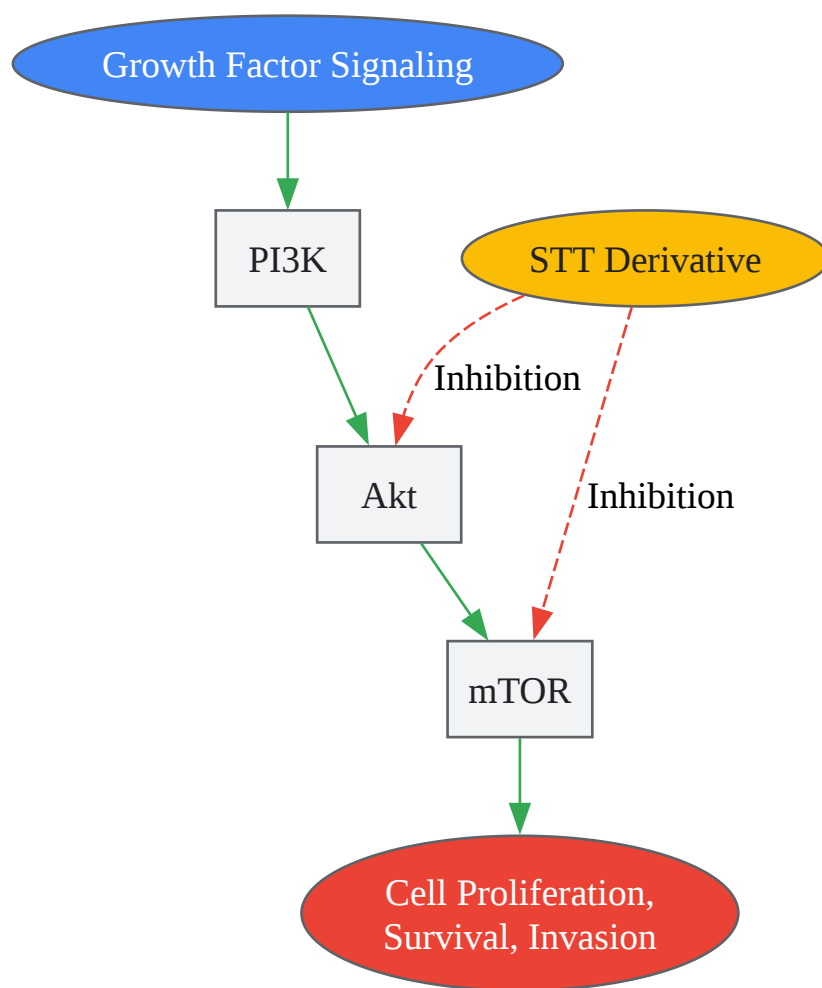 Growth Factor Signaling
PI3K
STT Derivative
Inhibition
Akt
Inhibition
mTOR
Cell Proliferation,
Survival, Invasion